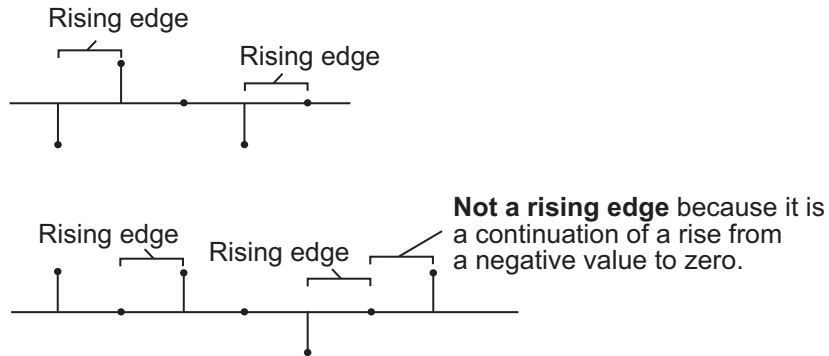 Rising edge
Rising edge
Not a rising edge because it is
a continuation of a rise from
a negative value to zero.
Rising edge
Rising edge